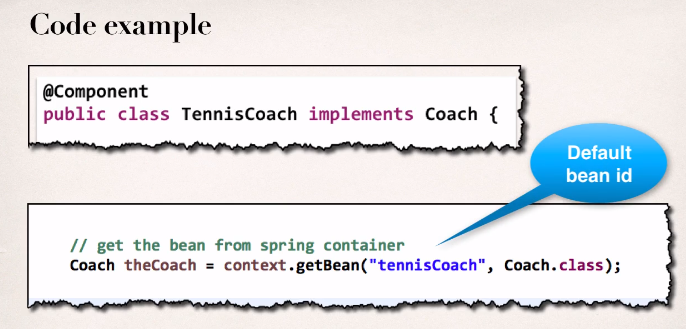 Code example
@Component
public class TennisCoach implements Coach {
Default
bean id
// get the bean from spring container
Coach theCoach = context.getBean("tennisCoach", Coach.class);